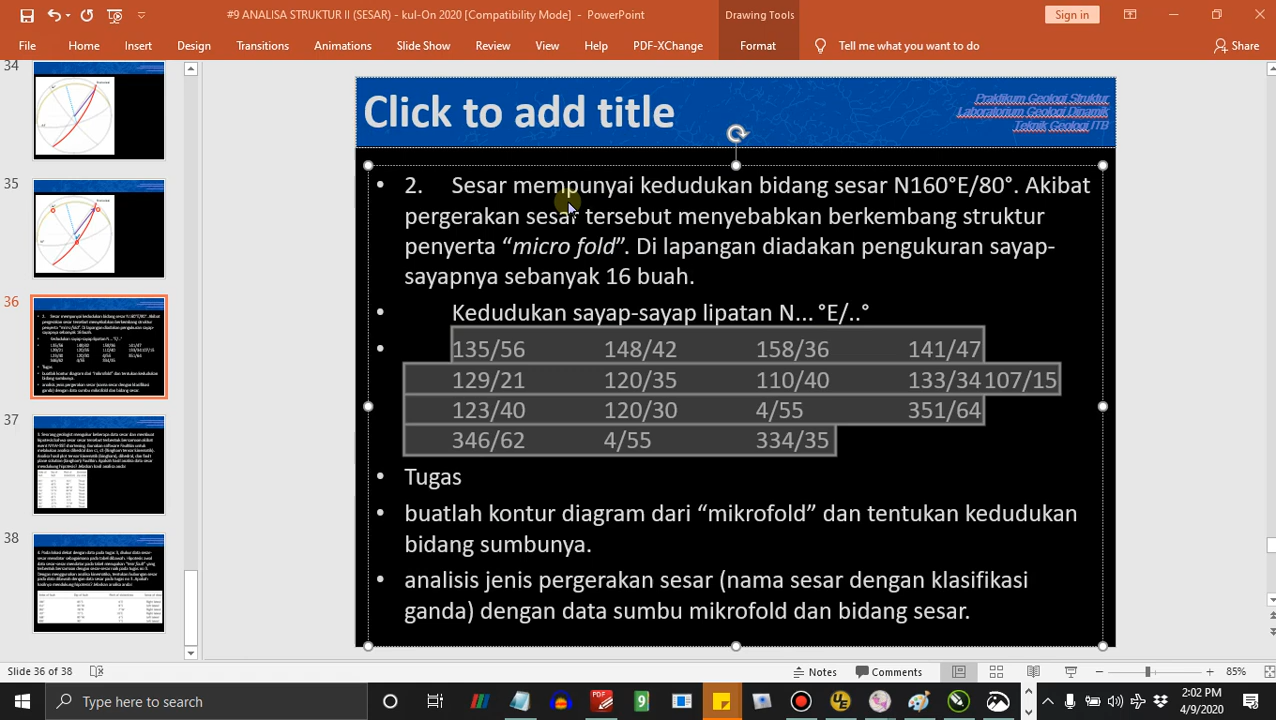 #9 ANALISA STRUKTUR II (SESAR) - kul-On 2020 [Compatibility Mode] - PowerPoint
Drawing Tools
Sign in
File Home Insert Design Transitions Animations Slide Show Review View Help PDF-XChange Format Tell me what you want to do Share
34
35
36
37
38
Click to add title
Praktikum Geologi Struktur
Laboratorium Geologi Dinamik
Teknik Geologi ITB
• 2. Sesar mempunyai kedudukan bidang sesar N160°E/80°. Akibat
pergerakan sesar tersebut menyebabkan berkembang struktur
penyerta “micro fold”. Di lapangan diadakan pengukuran sayap-
sayapnya sebanyak 16 buah.
• Kedudukan sayap-sayap lipatan N... °E/..°
• 135/56 148/42 158/36 141/47
129/21 120/35 110/40 133/34 107/15
123/40 120/30 4/55 351/64
346/62 4/55 334/35
• Tugas
• buatlah kontur diagram dari “mikrofold” dan tentukan kedudukan
bidang sumbunya.
• analisis jenis pergerakan sesar (nama sesar dengan klasifikasi
ganda) dengan data sumbu mikrofold dan bidang sesar.
Slide 36 of 38
Notes
Comments
85%
Type here to search
2:02 PM
4/9/2020